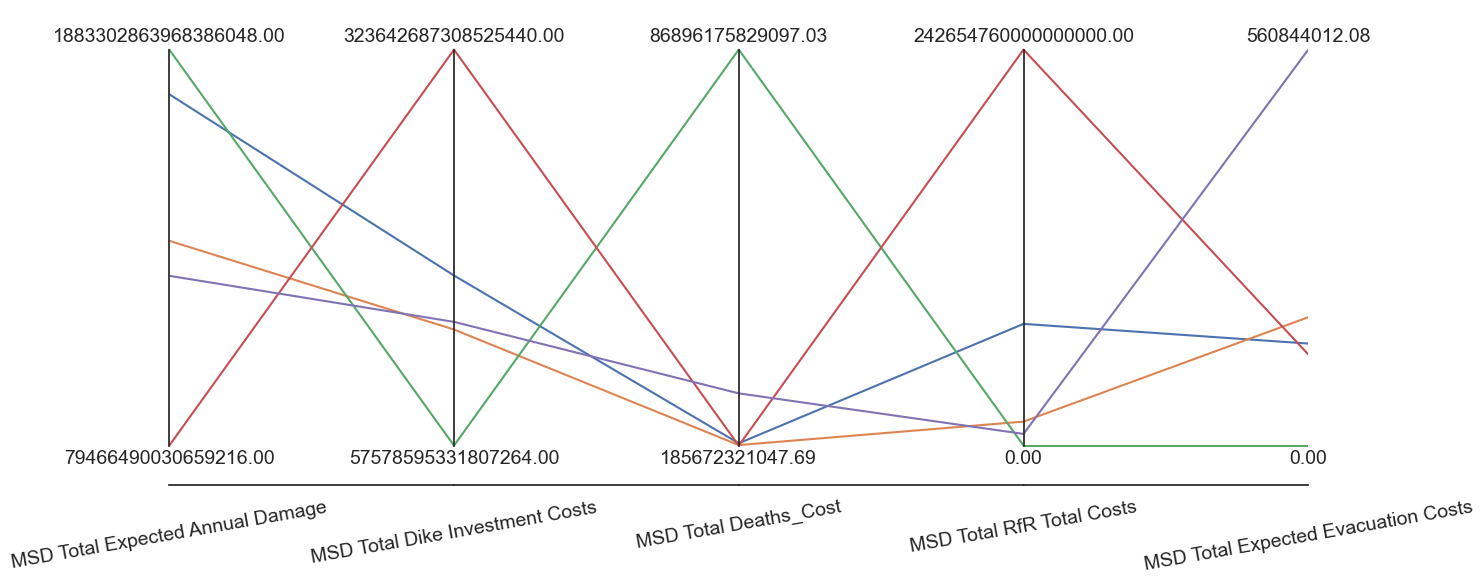 1883302863968386048.00 323642687308525440.00 86896175829097.03 2426547600000000000.00 560844012.08
79466490030659216.00 57578595331807264.00 185672321047.69 0.00 0.00
MSD Total Expected Annual Damage MSD Total Dike Investment Costs MSD Total Deaths_Cost MSD Total RfR Total Costs MSD Total Expected Evacuation Costs